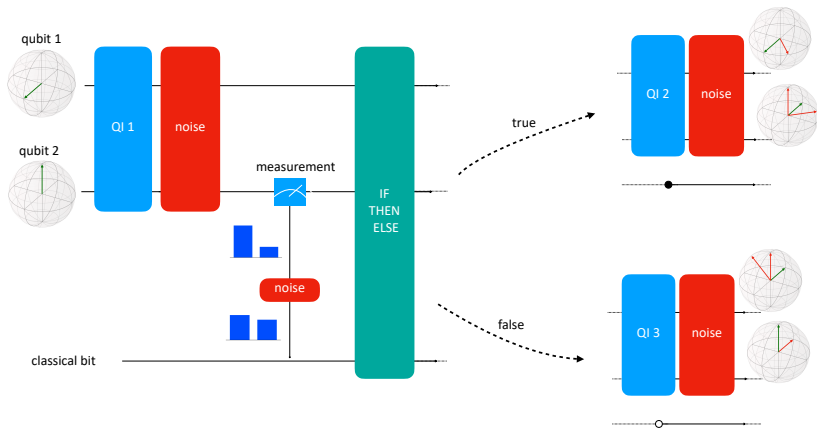 qubit 1
QI 1
noise
qubit 2
measurement
noise
classical bit
IF
THEN
ELSE
true
false
QI 2
noise
QI 3
noise